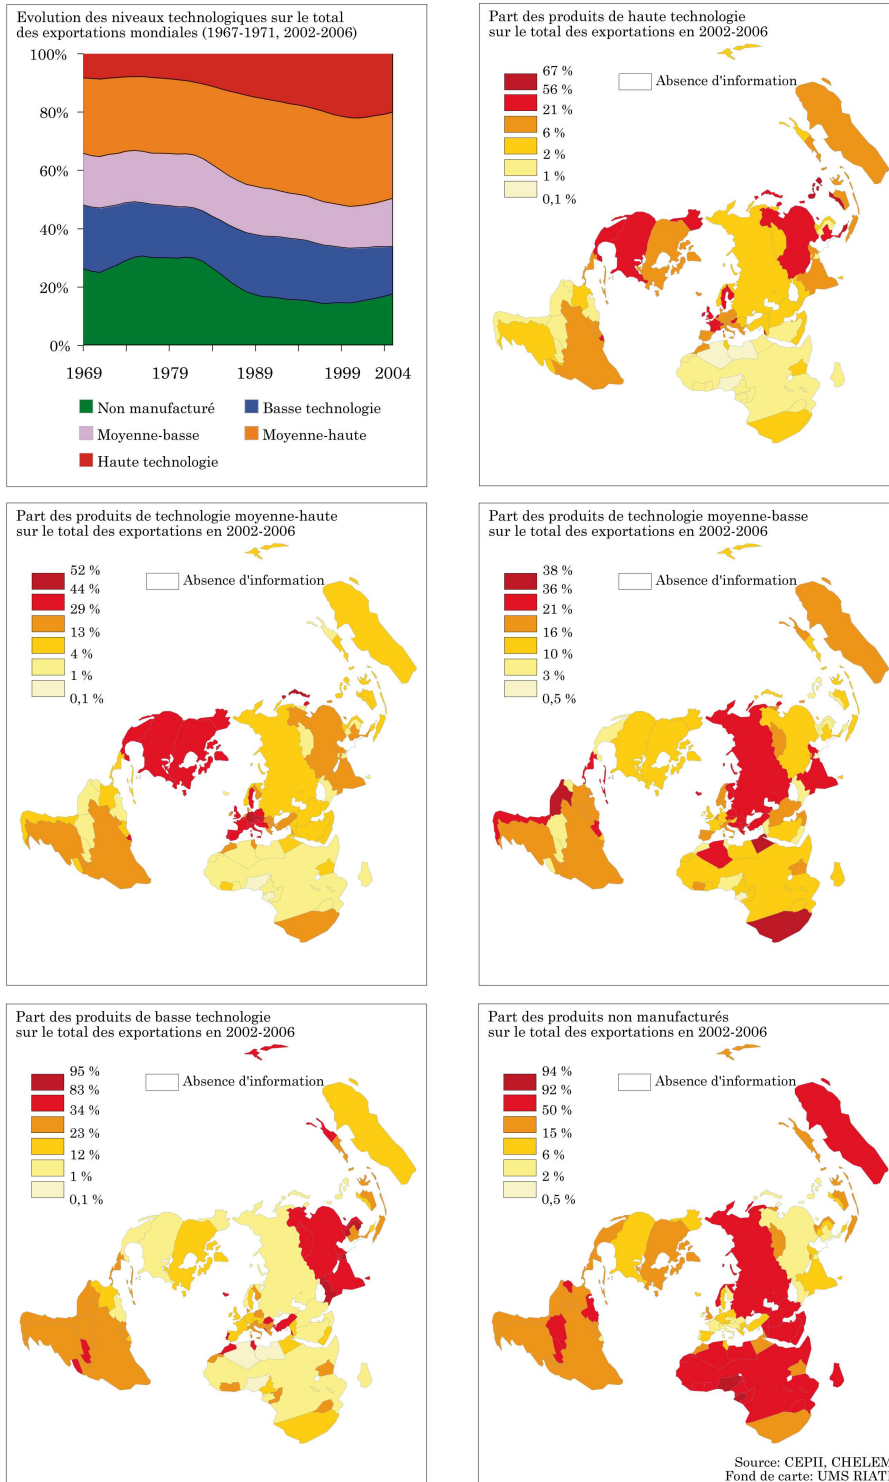 Evolution des niveaux technologiques sur le total
des exportations mondiales (1967-1971, 2002-2006)
100%
80%
60%
40%
20%
0%
1969
1979
1989
1999
2004
Non manufacturé
Basse technologie
Moyenne-basse
Moyenne-haute
Haute technologie
Part des produits de haute technologie
sur le total des exportations en 2002-2006
67 %
56 %
21 %
6 %
2 %
1 %
0,1 %
Absence d'information
Part des produits de technologie moyenne-haute
sur le total des exportations en 2002-2006
52 %
44 %
29 %
13 %
4 %
1 %
0,1 %
Absence d'information
Part des produits de technologie moyenne-basse
sur le total des exportations en 2002-2006
38 %
36 %
21 %
16 %
10 %
3 %
0,5 %
Absence d'information
Part des produits de basse technologie
sur le total des exportations en 2002-2006
95 %
83 %
34 %
23 %
12 %
1 %
0,1 %
Absence d'information
Part des produits non manufacturés
sur le total des exportations en 2002-2006
94 %
92 %
50 %
15 %
6 %
2 %
0,5 %
Absence d'information
Source: CEPII, CHELEM
Fond de carte: UMS